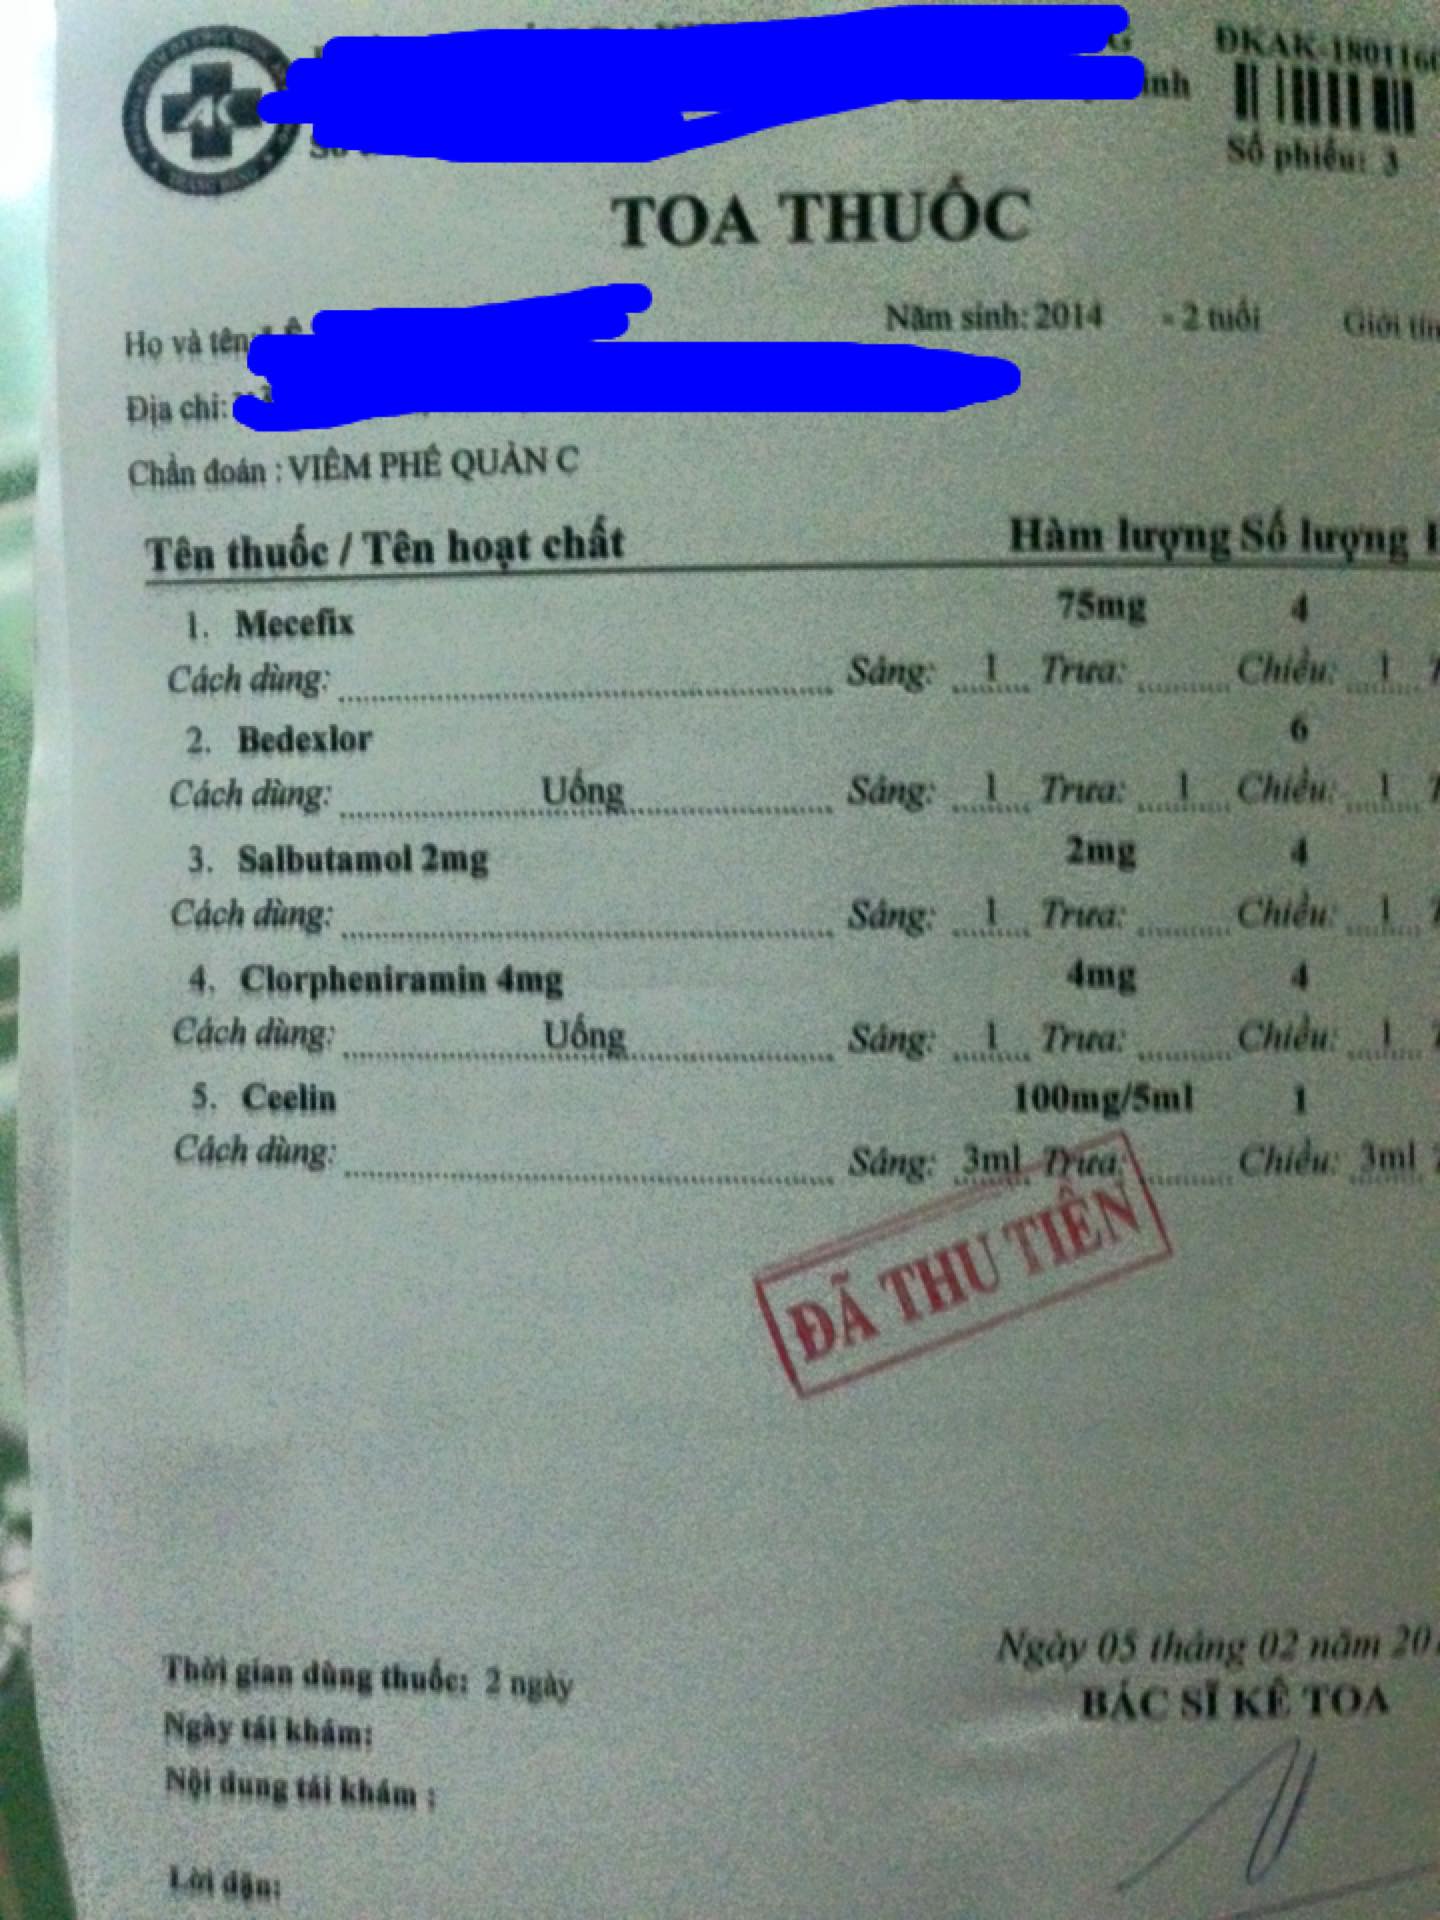 ĐKAK-1801160
Số phiếu: 3
TOA THUỐC
Họ và tên: LÊ Năm sinh: 2014 - 2 tuổi Giới tín
Địa chỉ:
Chẩn đoán : VIÊM PHẾ QUẢN C
Tên thuốc / Tên hoạt chất Hàm lượng Số lượng
1. Mecefix 75mg 4
Cách dùng: Sáng: 1 Trưa: Chiều: 1 T
2. Bedexlor 6
Cách dùng: Uống Sáng: 1 Trưa: 1 Chiều: 1 T
3. Salbutamol 2mg 2mg 4
Cách dùng: Sáng: 1 Trưa: Chiều: 1 T
4. Clorpheniramin 4mg 4mg 4
Cách dùng: Uống Sáng: 1 Trưa: Chiều: 1 T
5. Ceelin 100mg/5ml 1
Cách dùng: Sáng: 3ml Trưa: Chiều: 3ml T
ĐÃ THU TIỀN
Ngày 05 tháng 02 năm 20
Thời gian dùng thuốc: 2 ngày
BÁC SĨ KÊ TOA
Ngày tái khám:
Nội dung tái khám :
Lời dặn: